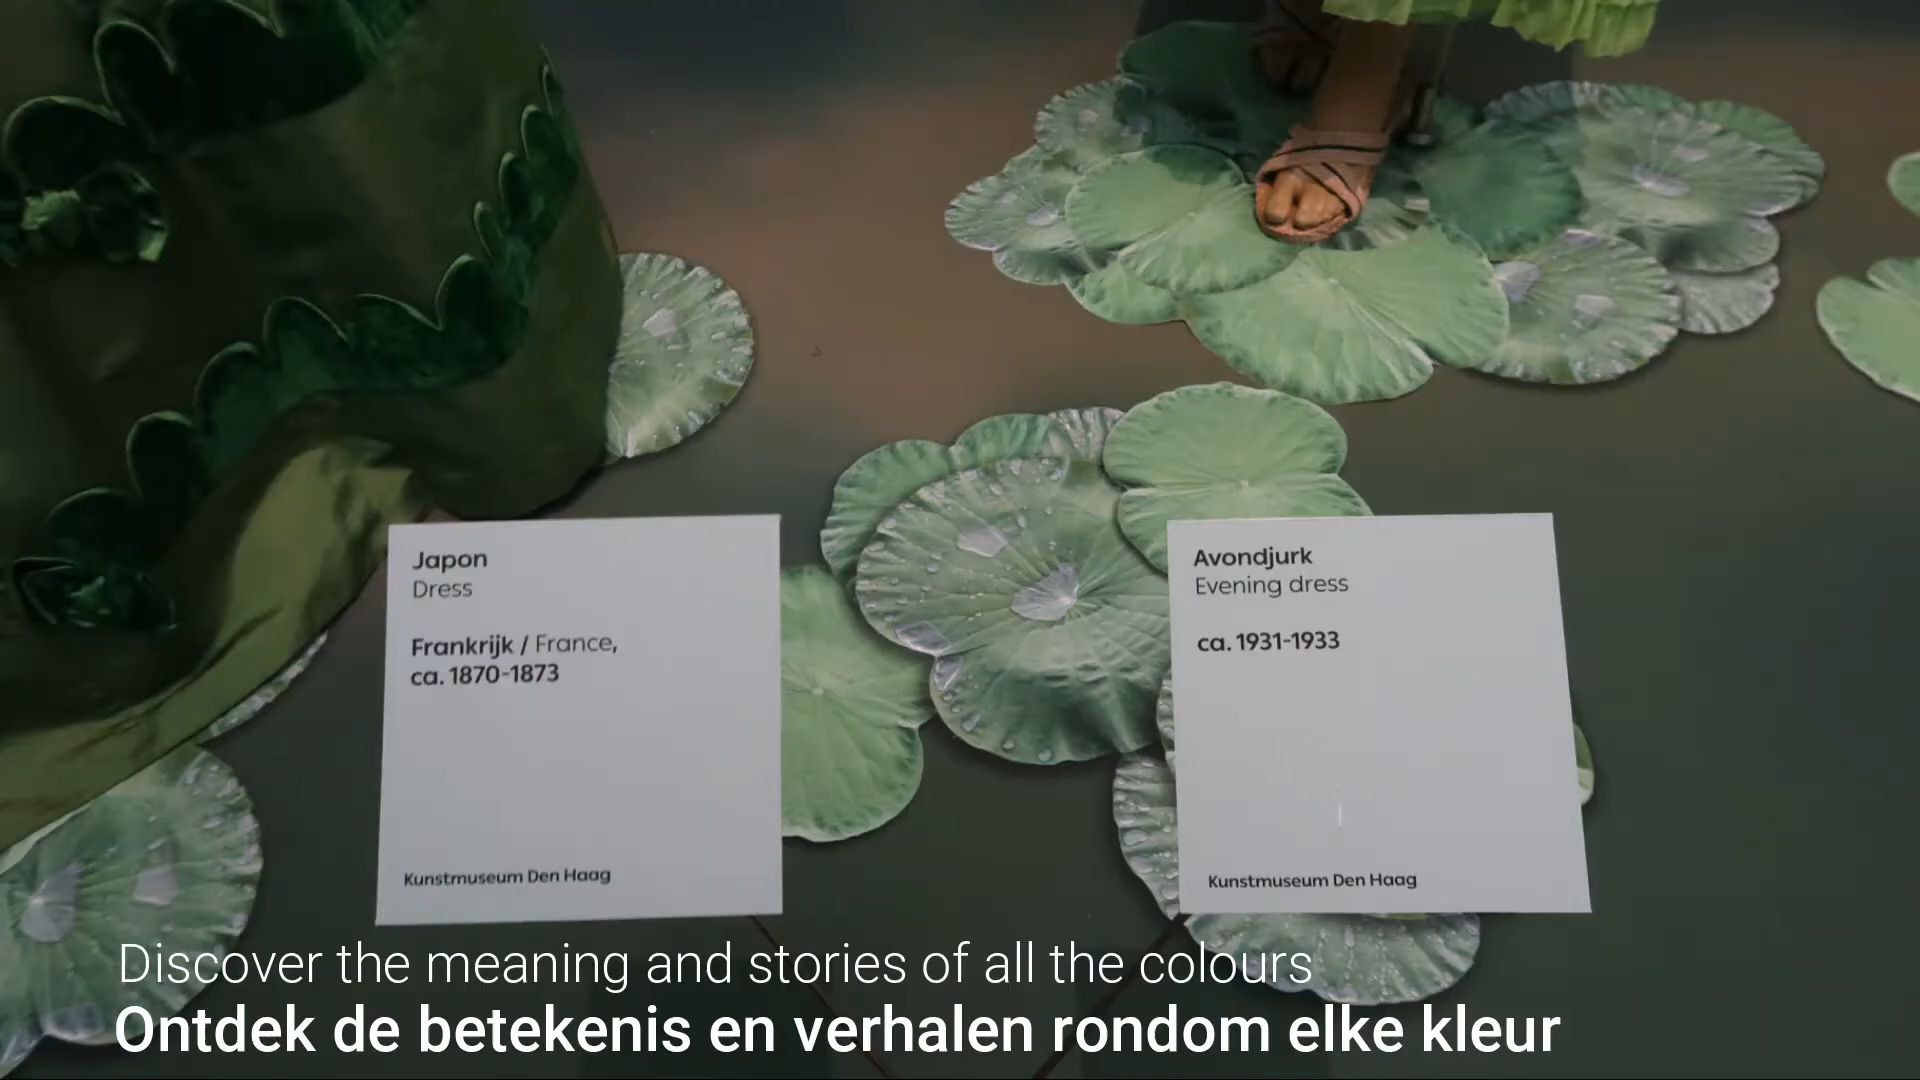 Japon
Dress
Frankrijk / France,
ca. 1870-1873
Kunstmuseum Den Haag
Avondjurk
Evening dress
ca. 1931-1933
Kunstmuseum Den Haag
Discover the meaning and stories of all the colours
Ontdek de betekenis en verhalen rondom elke kleur